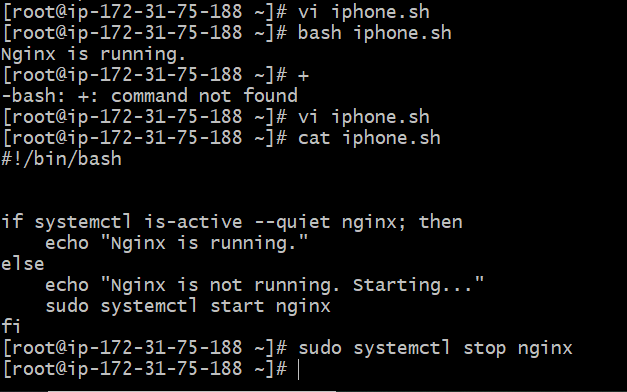 [root@ip-172-31-75-188 ~]# vi iphone.sh
[root@ip-172-31-75-188 ~]# bash iphone.sh
Nginx is running.
[root@ip-172-31-75-188 ~]# +
-bash: +: command not found
[root@ip-172-31-75-188 ~]# vi iphone.sh
[root@ip-172-31-75-188 ~]# cat iphone.sh
#!/bin/bash


if systemctl is-active --quiet nginx; then
    echo "Nginx is running."
else
    echo "Nginx is not running. Starting..."
    sudo systemctl start nginx
fi
[root@ip-172-31-75-188 ~]# sudo systemctl stop nginx
[root@ip-172-31-75-188 ~]#